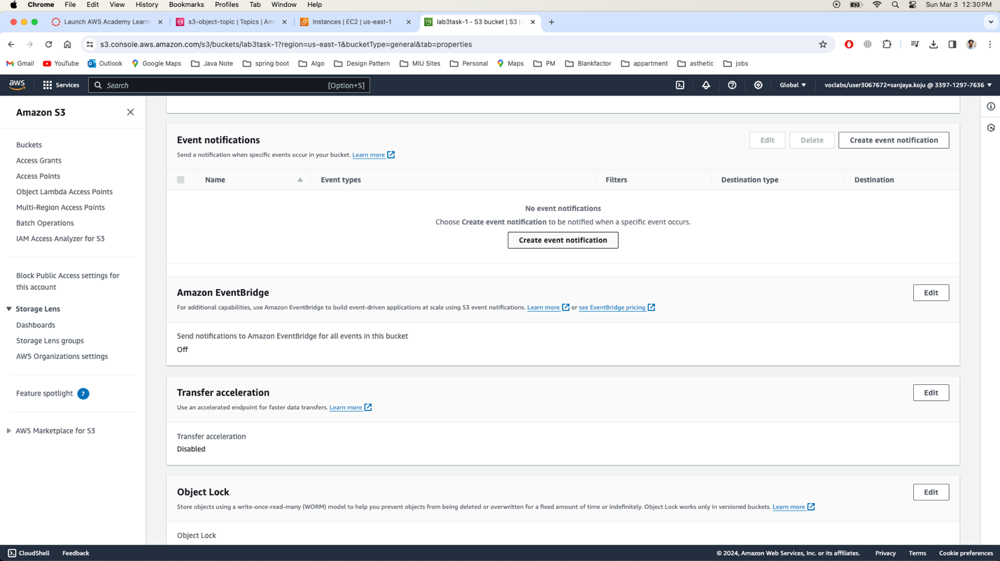 Chrome File Edit View History Bookmarks Profiles Tab Window Help Sun Mar 3 12:30 PM
Launch AWS Academy Learne s3-object-topic | Topics | Am Instances | EC2 | us-east-1 lab3task-1 - S3 bucket | S3 |
s3.console.aws.amazon.com/s3/buckets/lab3task-1?region=us-east-1&bucketType=general&tab=properties
Gmail YouTube Outlook Google Maps Java Note spring boot Algo Design Pattern MIU Sites Personal Maps PM Blankfactor appartment asthetic jobs
aws Services Search [Option+S] Global voclabs/user3067672=sanjaya.koju @ 3397-1297-7636
Amazon S3
Buckets
Access Grants
Access Points
Object Lambda Access Points
Multi-Region Access Points
Batch Operations
IAM Access Analyzer for S3
Block Public Access settings for
this account
Storage Lens
Dashboards
Storage Lens groups
AWS Organizations settings
Feature spotlight 7
AWS Marketplace for S3
Event notifications Edit Delete Create event notification
Send a notification when specific events occur in your bucket. Learn more
Name Event types Filters Destination type Destination
No event notifications
Choose Create event notification to be notified when a specific event occurs.
Create event notification
Amazon EventBridge Edit
For additional capabilities, use Amazon EventBridge to build event-driven applications at scale using S3 event notifications. Learn more or see EventBridge pricing
Send notifications to Amazon EventBridge for all events in this bucket
Off
Transfer acceleration Edit
Use an accelerated endpoint for faster data transfers. Learn more
Transfer acceleration
Disabled
Object Lock Edit
Store objects using a write-once-read-many (WORM) model to help you prevent objects from being deleted or overwritten for a fixed amount of time or indefinitely. Object Lock works only in versioned buckets. Learn more
Object Lock
CloudShell Feedback © 2024, Amazon Web Services, Inc. or its affiliates. Privacy Terms Cookie preferences